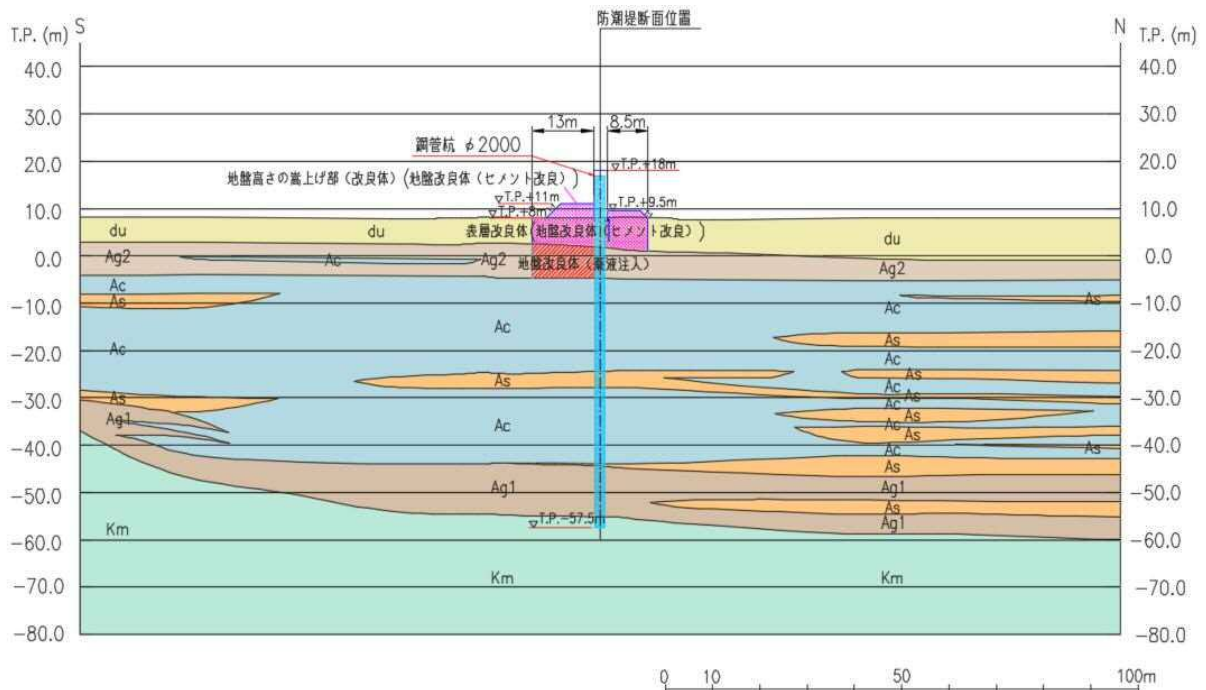 防潮堤断面位置
T.P. (m) S
N T.P. (m)
40.0
40.0
30.0
30.0
13m
8.5m
鋼管杭 φ2000
▽T.P.+18m
20.0
20.0
地盤高さの嵩上げ部（改良体）(地盤改良体（セメント改良）)
▽T.P.+11m
▽T.P.+9.5m
10.0
▽T.P.+8m
10.0
du
du
表層改良体(地盤改良体(セメント改良))
du
0.0
Ag2
Ac
Ag2
地盤改良体（薬液注入）
Ag2
0.0
Ac
As
Ac
As
-10.0
-10.0
Ac
As
-20.0
Ac
Ac
-20.0
As
As
Ac
As
-30.0
As
Ac
-30.0
Ag1
Ac
As
Ac
As
-40.0
Ac
As
-40.0
As
Ag1
Ag1
-50.0
-50.0
As
▽T.P.-57.5m
Ag1
Km
-60.0
-60.0
Km
Km
-70.0
-70.0
-80.0
-80.0
0 10 50 100m